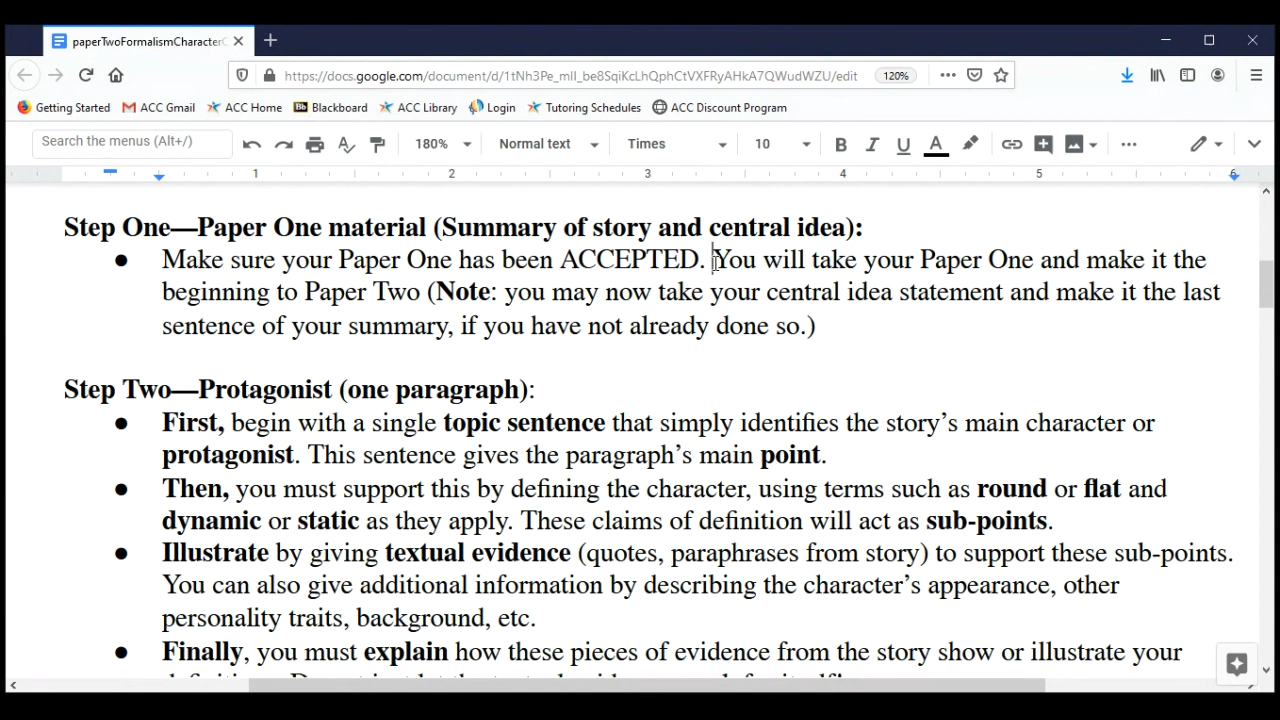 paperTwoFormalismCharacter
https://docs.google.com/document/d/1tNh3Pe_mlI_be8SqiKcLhQphCtVXFRyAHkA7QWudWZU/edit
120%
Getting Started ACC Gmail ACC Home Blackboard ACC Library Login Tutoring Schedules ACC Discount Program
Search the menus (Alt+/) 180% Normal text Times 10 B I U A
1 2 3 4 5 6
Step One—Paper One material (Summary of story and central idea):
● Make sure your Paper One has been ACCEPTED. You will take your Paper One and make it the
beginning to Paper Two (Note: you may now take your central idea statement and make it the last
sentence of your summary, if you have not already done so.)
Step Two—Protagonist (one paragraph):
● First, begin with a single topic sentence that simply identifies the story’s main character or
protagonist. This sentence gives the paragraph’s main point.
● Then, you must support this by defining the character, using terms such as round or flat and
dynamic or static as they apply. These claims of definition will act as sub-points.
● Illustrate by giving textual evidence (quotes, paraphrases from story) to support these sub-points.
You can also give additional information by describing the character’s appearance, other
personality traits, background, etc.
● Finally, you must explain how these pieces of evidence from the story show or illustrate your